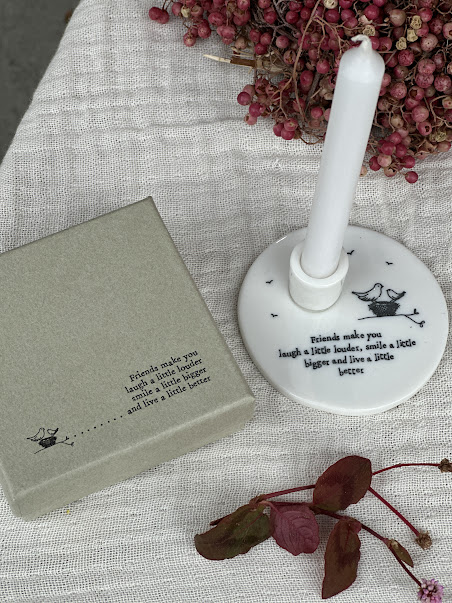 Friends make you
laugh a little louder
smile a little bigger
and live a little better
Friends make you
laugh a little louder, smile a little
bigger and live a little
better